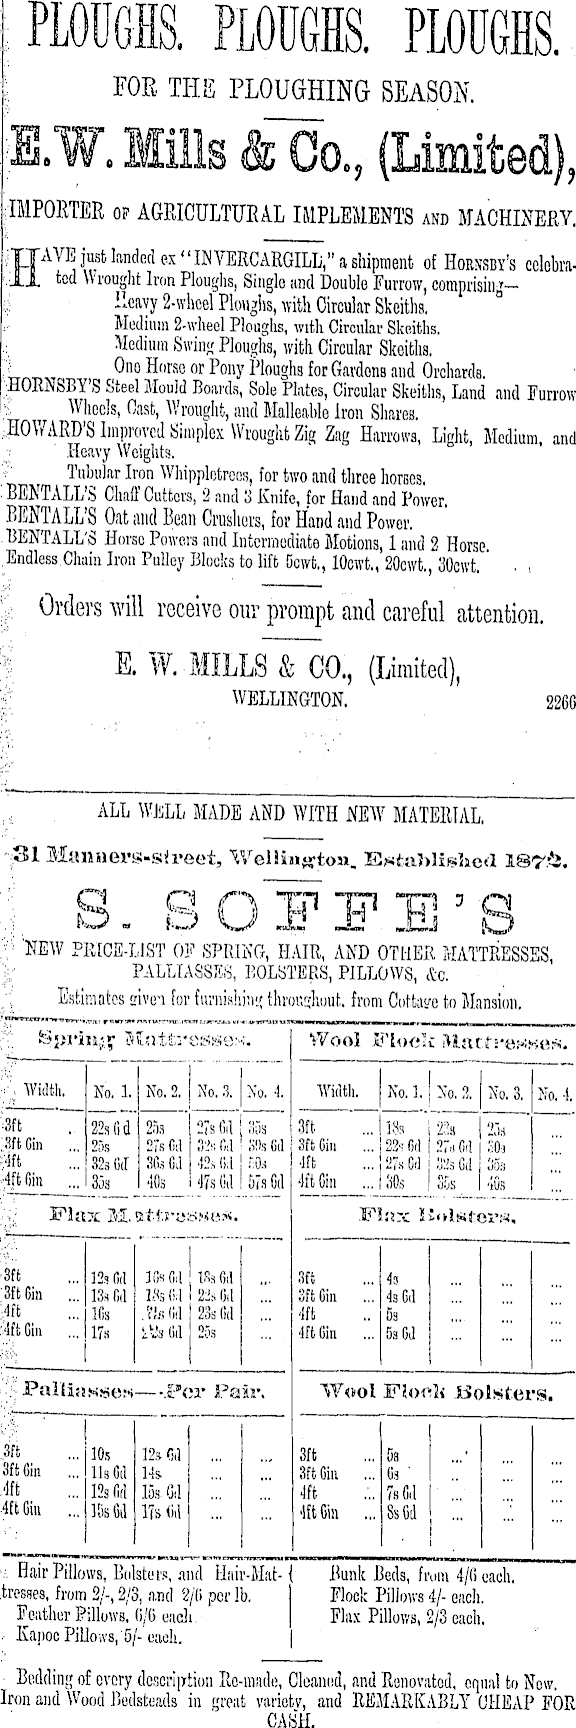 PLOUGHS. PLOUGHS. PLOUGHS.
FOR THE PLOUGHING SEASON.
E. W. Mills & Co., (Limited),
IMPORTER OF AGRICULTURAL IMPLEMENTS AND MACHINERY.
HAVE just landed ex "INVERCARGILL," a shipment of HORNSBY'S celebra-
ted Wrought Iron Ploughs, Single and Double Furrow, comprising—
Heavy 2-wheel Ploughs, with Circular Skeiths.
Medium 2-wheel Ploughs, with Circular Skeiths.
Medium Swing Ploughs, with Circular Skeiths.
One Horse or Pony Ploughs for Gardens and Orchards.
HORNSBY'S Steel Mould Boards, Sole Plates, Circular Skeiths, Land and Furrow
Wheels, Cast, Wrought, and Malleable Iron Shares.
HOWARD'S Improved Simplex Wrought Zig Zag Harrows, Light, Medium, and
Heavy Weights.
Tubular Iron Whippletrees, for two and three horses.
BENTALL'S Chaff Cutters, 2 and 3 Knife, for Hand and Power.
BENTALL'S Oat and Bean Crushers, for Hand and Power.
BENTALL'S Horse Powers and Intermediate Motions, 1 and 2 Horse.
Endless Chain Iron Pulley Blocks to lift 5cwt., 10cwt., 20cwt., 30cwt.
Orders will receive our prompt and careful attention.
E. W. MILLS & CO., (Limited),
WELLINGTON. 2266
ALL WELL MADE AND WITH NEW MATERIAL.
31 Manners-street, Wellington. Established 1872.
S. SOFFE'S
NEW PRICE-LIST OF SPRING, HAIR, AND OTHER MATTRESSES,
PALLIASSES, BOLSTERS, PILLOWS, &c.
Estimates given for furnishing throughout, from Cottage to Mansion.
Spring Mattresses.
Width. No. 1. No. 2. No. 3. No. 4.
3ft . 22s 6d 25s 27s 6d 35s
3ft 6in ... 25s 27s 6d 32s 6d 39s 6d
4ft ... 32s 6d 36s 6d 42s 6d 50s
4ft 6in ... 35s 40s 47s 6d 57s 6d
Wool Flock Mattresses.
Width. No. 1. No. 2. No. 3. No. 4.
3ft ... 18s 22s 25s ...
3ft 6in ... 22s 6d 27s 6d 30s ...
4ft ... 27s 6d 32s 6d 35s ...
4ft 6in ... 30s 35s 40s ...
Flax Mattresses.
3ft ... 12s 6d 16s 6d 18s 6d ...
3ft 6in ... 13s 6d 18s 6d 22s 6d ...
4ft ... 16s 6d 23s 6d ...
4ft 6in ... 17s 6d 25s ...
Flax Bolsters.
3ft ... 4s ... ... ...
3ft 6in ... 4s 6d ... ... ...
4ft .. 5s ... ... ...
4ft 6in ... 5s 6d ... ... ...
Palliasses—Per Pair.
3ft ... 10s 12s 6d ... ...
3ft 6in ... 11s 6d 14s ... ...
4ft ... 12s 6d 15s 6d ... ...
4ft 6in ... 15s 6d 17s 6d ... ...
Wool Flock Bolsters.
3ft ... 5s ... ... ...
3ft 6in ... 6s .. ... ...
4ft ... 7s 6d ... ... ...
4ft 6in ... 8s 6d ... ... ...
Hair Pillows, Bolsters, and Hair-Mat-
tresses, from 2/-, 2/3, and 2/6 per lb.
Feather Pillows, 6/6 each
Kapoc Pillows, 5/- each.
Bunk Beds, from 4/6 each.
Flock Pillows 4/- each.
Flax Pillows, 2/3 each.
Bedding of every description Re-made, Cleaned, and Renovated, equal to New.
Iron and Wood Bedsteads in great variety, and REMARKABLY CHEAP FOR
CASH.